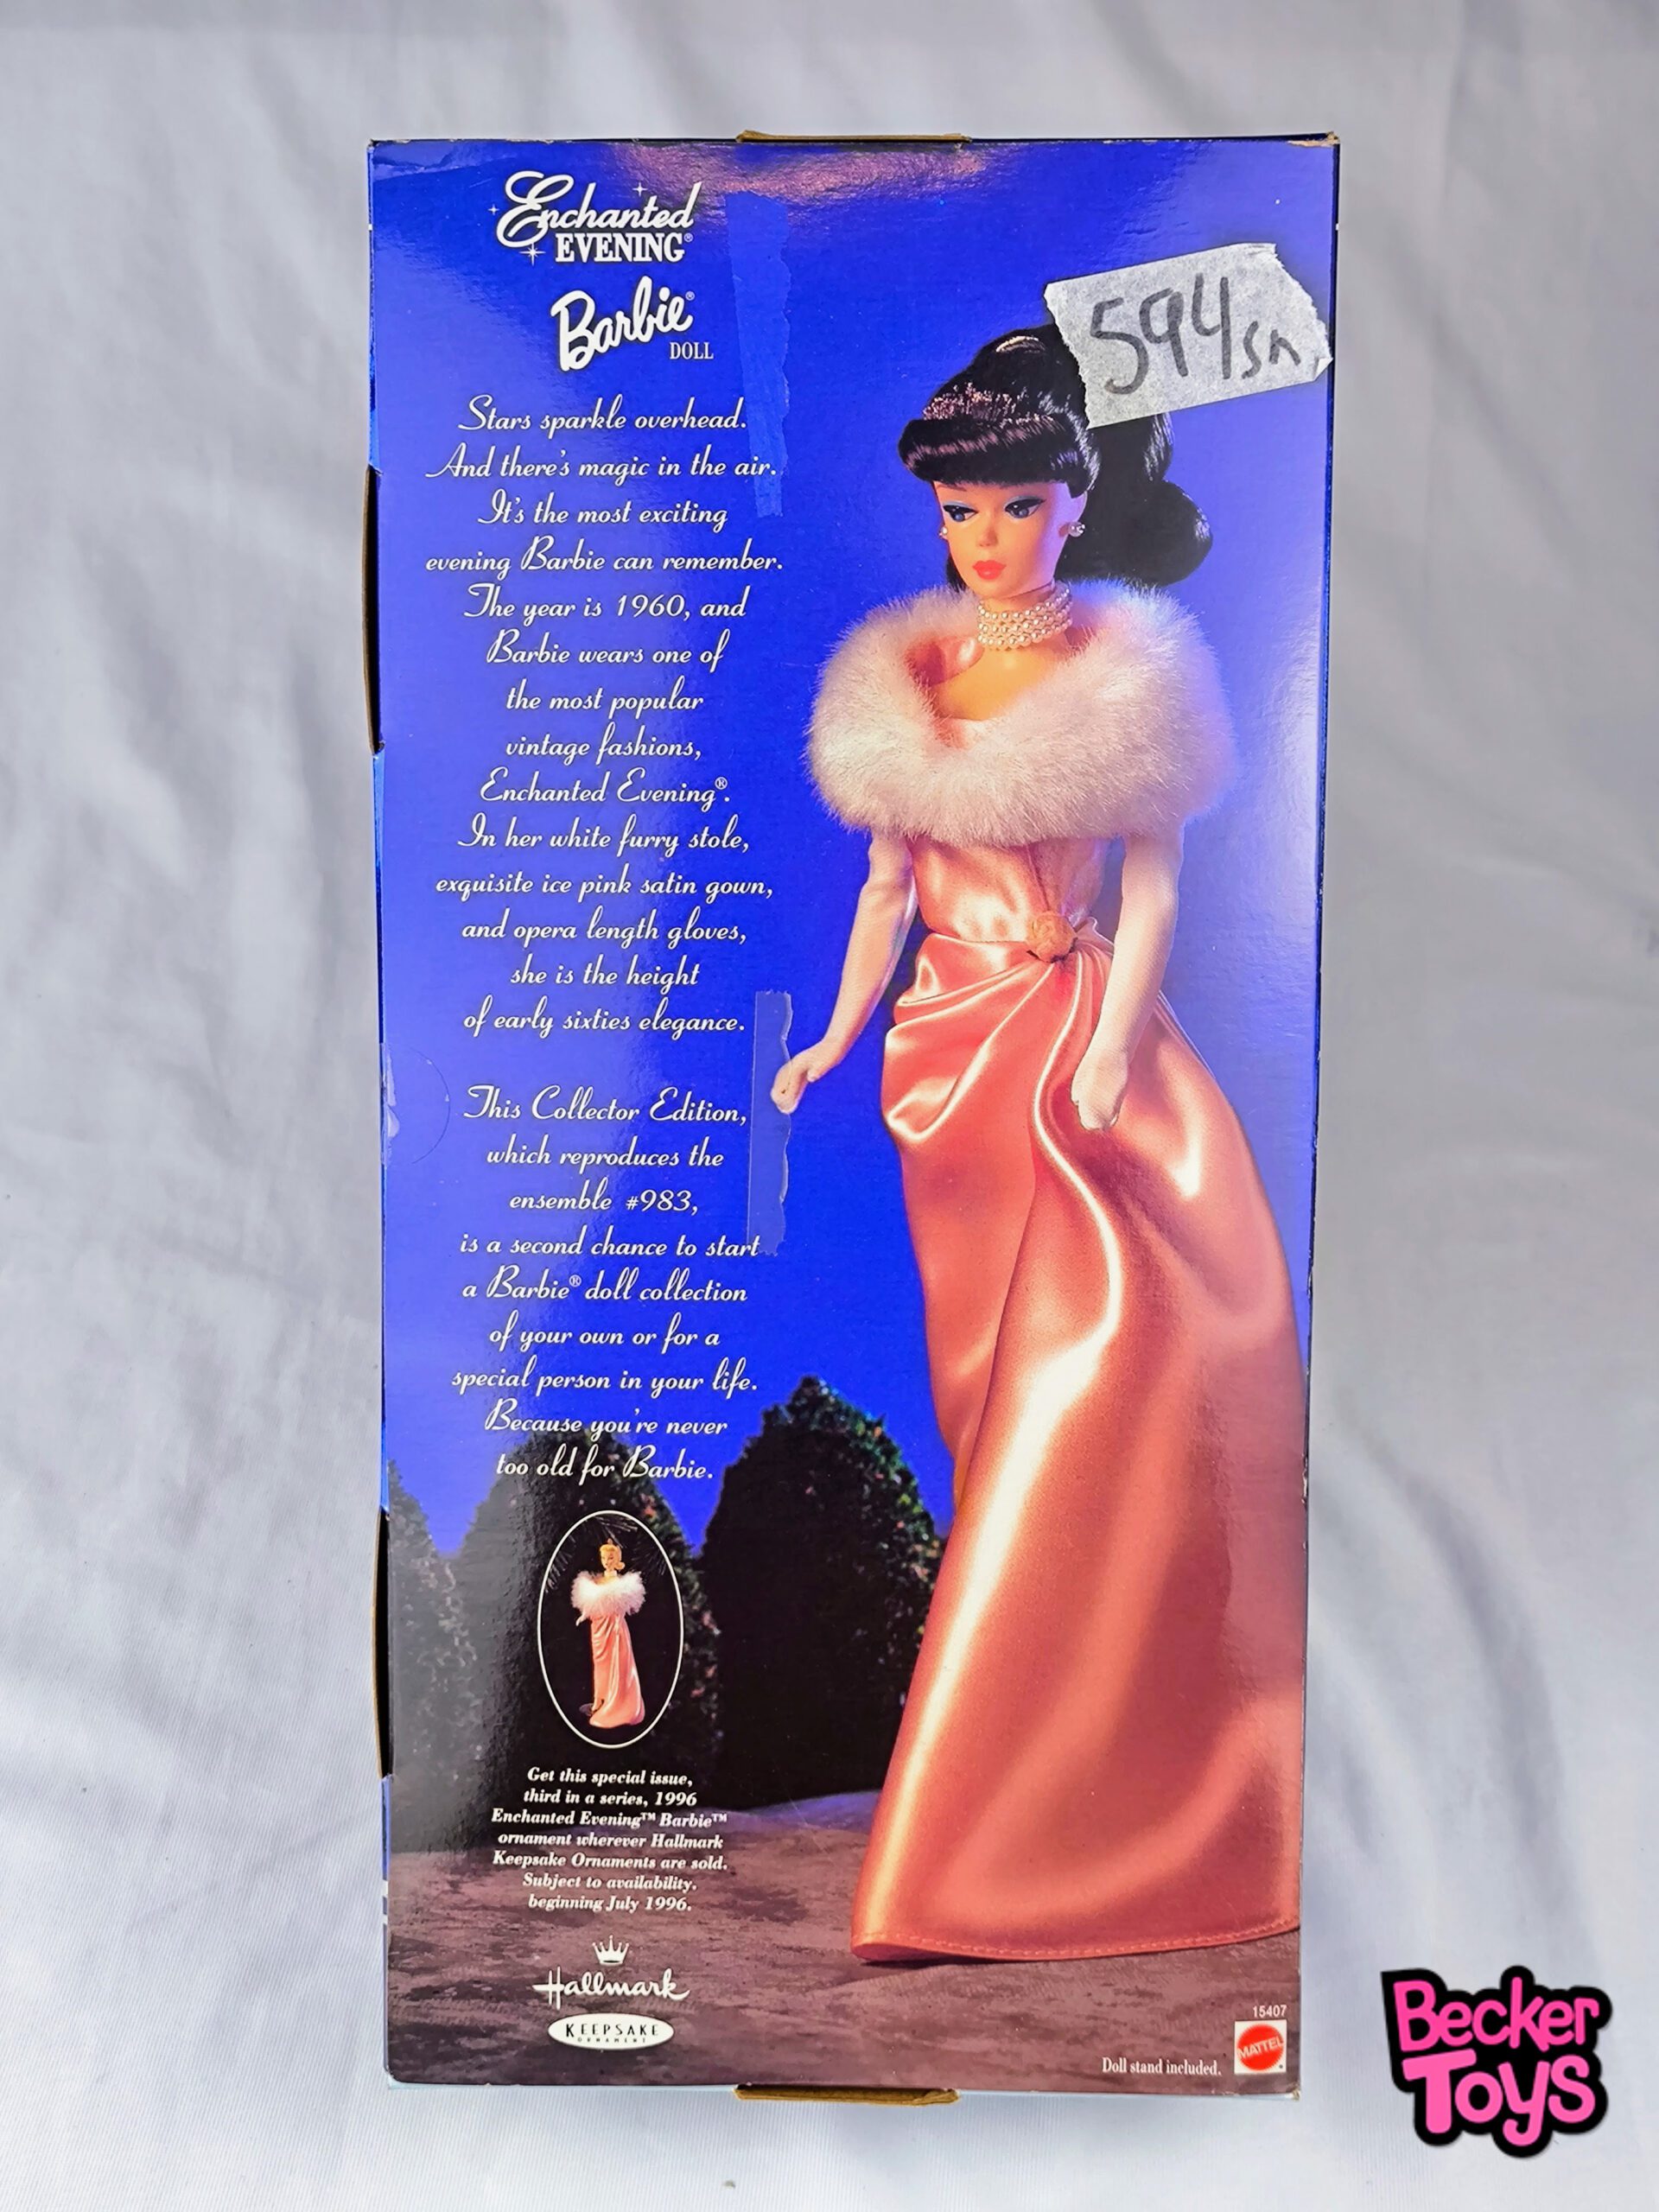 Enchanted
EVENING®
Barbie®
DOLL
594sn
Stars sparkle overhead.
And there's magic in the air.
It's the most exciting
evening Barbie can remember.
The year is 1960, and
Barbie wears one of
the most popular
vintage fashions,
Enchanted Evening®.
In her white furry stole,
exquisite ice pink satin gown,
and opera length gloves,
she is the height
of early sixties elegance.
This Collector Edition,
which reproduces the
ensemble #983,
is a second chance to start
a Barbie® doll collection
of your own or for a
special person in your life.
Because you're never
too old for Barbie.
Get this special issue,
third in a series, 1996
Enchanted Evening™ Barbie™
ornament wherever Hallmark
Keepsake Ornaments are sold.
Subject to availability.
beginning July 1996.
Hallmark
KEEPSAKE
ORNAMENT
15407
MATTEL
Doll stand included.
Becker
Toys